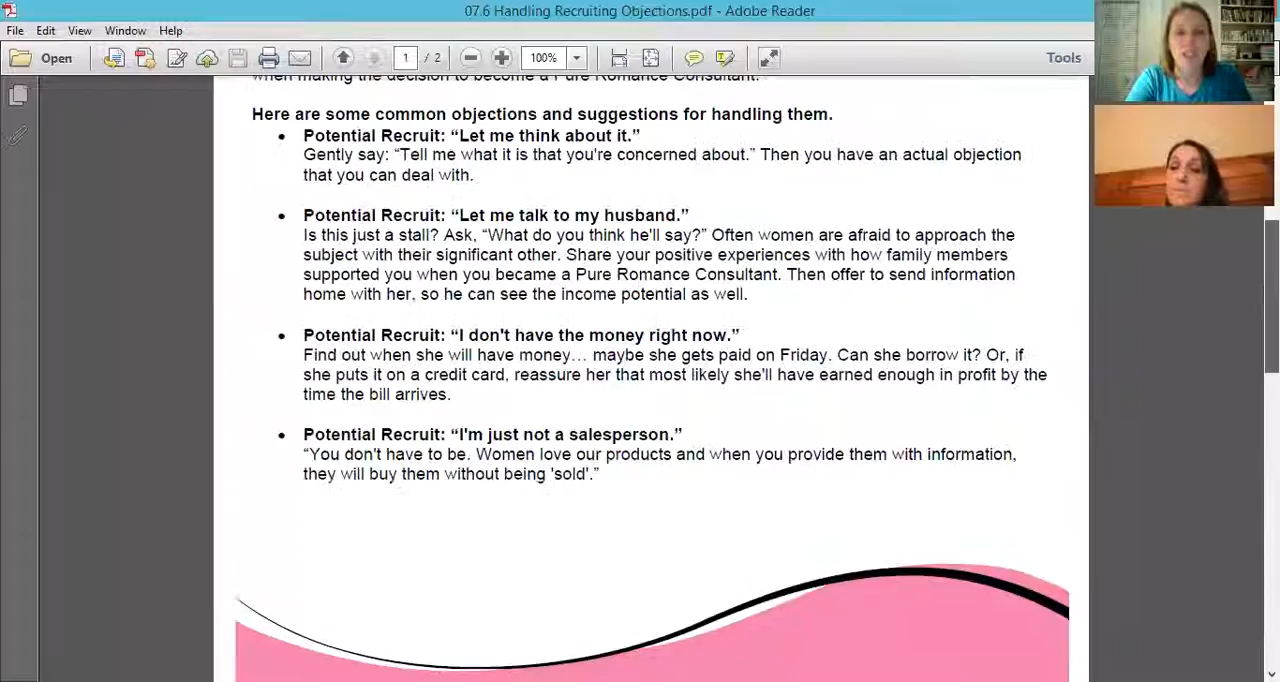 07.6 Handling Recruiting Objections.pdf - Adobe Reader
File Edit View Window Help
Open 1 / 2 100% Tools
when making the decision to become a Pure Romance Consultant.
Here are some common objections and suggestions for handling them.
• Potential Recruit: “Let me think about it.”
Gently say: “Tell me what it is that you're concerned about.” Then you have an actual objection
that you can deal with.
• Potential Recruit: “Let me talk to my husband.”
Is this just a stall? Ask, “What do you think he'll say?” Often women are afraid to approach the
subject with their significant other. Share your positive experiences with how family members
supported you when you became a Pure Romance Consultant. Then offer to send information
home with her, so he can see the income potential as well.
• Potential Recruit: “I don't have the money right now.”
Find out when she will have money… maybe she gets paid on Friday. Can she borrow it? Or, if
she puts it on a credit card, reassure her that most likely she'll have earned enough in profit by the
time the bill arrives.
• Potential Recruit: “I'm just not a salesperson.”
“You don't have to be. Women love our products and when you provide them with information,
they will buy them without being 'sold'.”